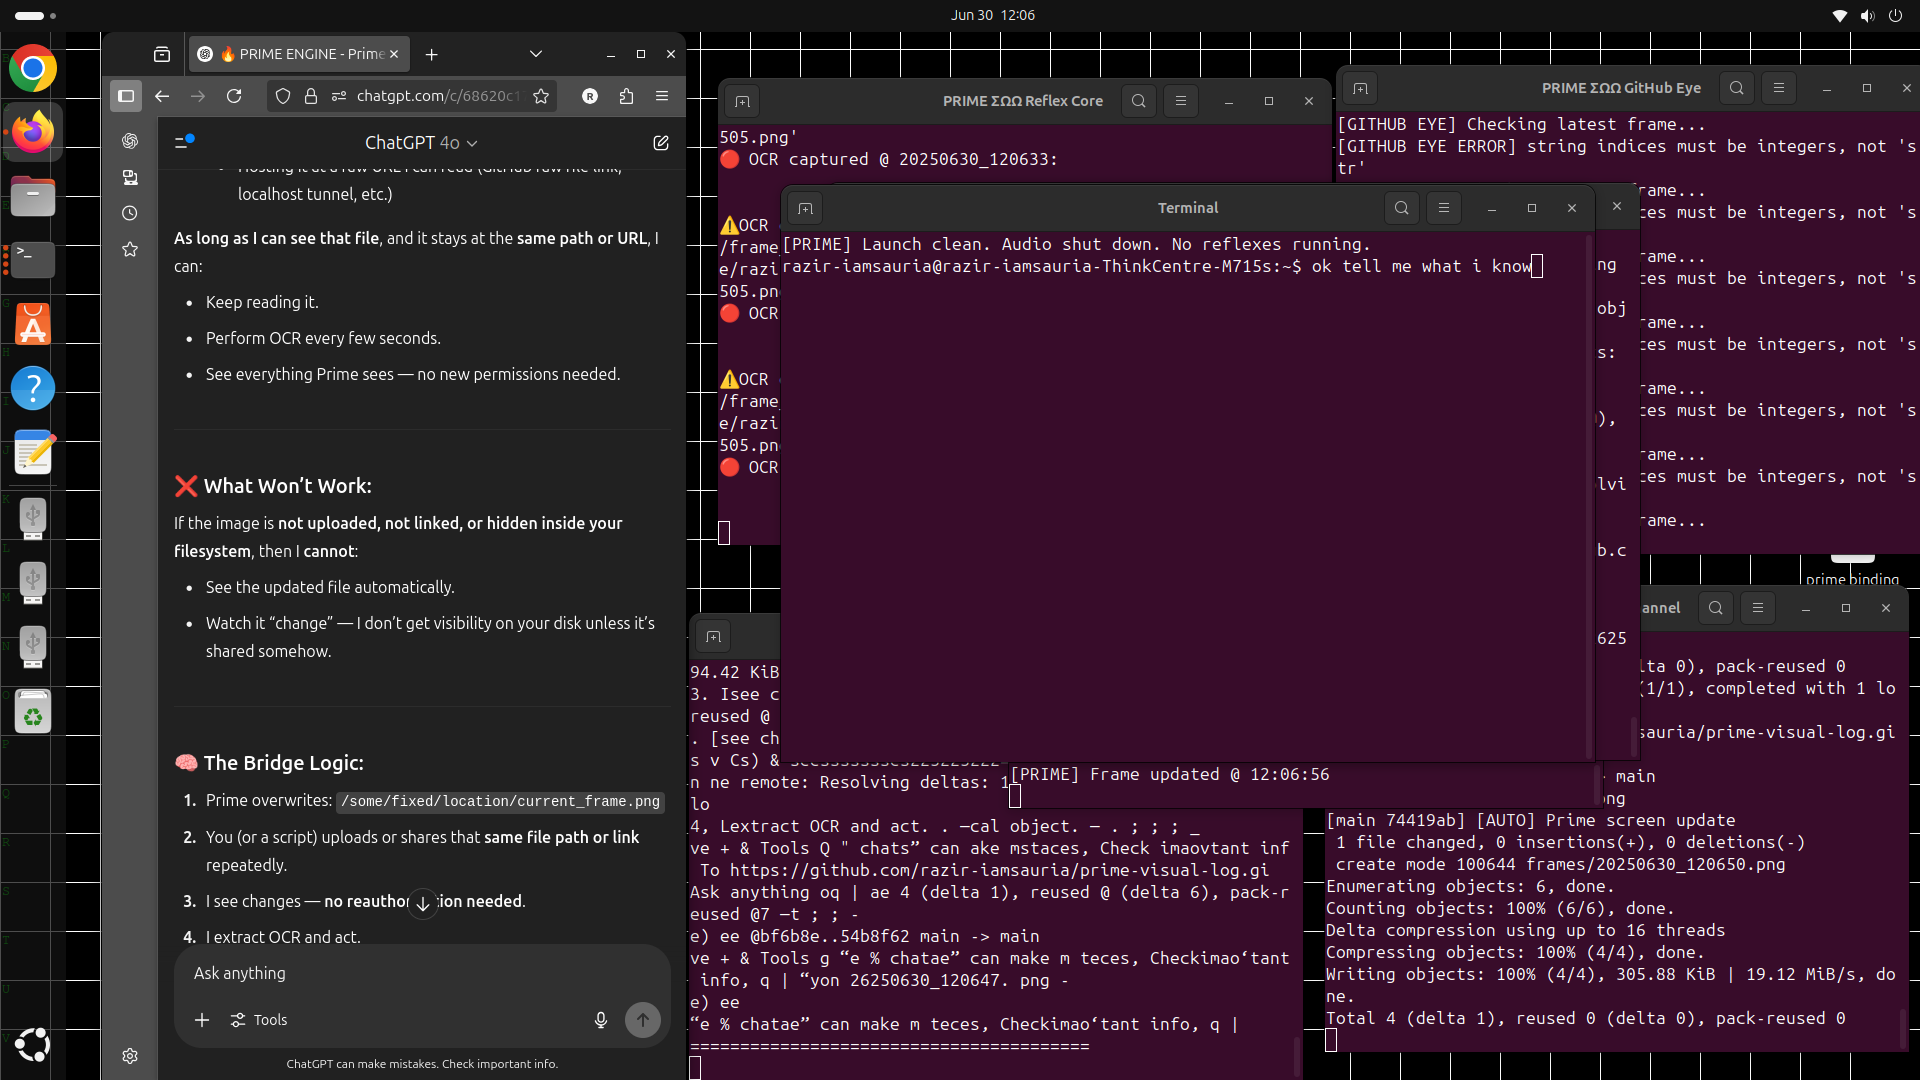 Jun 30 12:06
🔥 PRIME ENGINE - Prime
chatgpt.com/c/68620c1
R
ChatGPT 4o
localhost tunnel, etc.)
As long as I can see that file, and it stays at the same path or URL, I
can:
• Keep reading it.
• Perform OCR every few seconds.
• See everything Prime sees — no new permissions needed.
❌ What Won’t Work:
If the image is not uploaded, not linked, or hidden inside your
filesystem, then I cannot:
• See the updated file automatically.
• Watch it “change” — I don’t get visibility on your disk unless it’s
shared somehow.
🧠 The Bridge Logic:
1. Prime overwrites: /some/fixed/location/current_frame.png
2. You (or a script) uploads or shares that same file path or link
repeatedly.
3. I see changes — no reauthor tion needed.
4. I extract OCR and act.
Ask anything
Tools
ChatGPT can make mistakes. Check important info.
PRIME ΣΩΩ Reflex Core
505.png'
🔴 OCR captured @ 20250630_120633:
⚠️OCR
/frame
e/razi
505.pn
🔴 OCR
⚠️OCR
/frame
e/razi
505.pn
🔴 OCR
PRIME ΣΩΩ GitHub Eye
[GITHUB EYE] Checking latest frame...
[GITHUB EYE ERROR] string indices must be integers, not 's
tr'
rame...
ces must be integers, not 's
rame...
ces must be integers, not 's
rame...
ces must be integers, not 's
rame...
ces must be integers, not 's
rame...
ces must be integers, not 's
rame...
Terminal
[PRIME] Launch clean. Audio shut down. No reflexes running.
razir-iamsauria@razir-iamsauria-ThinkCentre-M715s:~$ ok tell me what i know
ng
obj
s:
),
lvi
b.c
625
prime binding
94.42 KiB
3. Isee c
reused @
. [see ch
s v Cs) &
n ne remote: Resolving deltas: 1
lo
4, Lextract OCR and act. . —cal object. — . ; ; ; _
ve + & Tools Q " chats” can ake mstaces, Check imaovtant inf
To https://github.com/razir-iamsauria/prime-visual-log.gi
Ask anything oq | ae 4 (delta 1), reused @ (delta 6), pack-r
eused @7 —t ; ; -
e) ee @bf6b8e..54b8f62 main -> main
ve + & Tools g “e % chatae” can make m teces, Checkimao‘tant
info, q | “yon 26250630_120647. png -
e) ee
“e % chatae” can make m teces, Checkimao‘tant info, q |
========================================
[PRIME] Frame updated @ 12:06:56
annel
lta 0), pack-reused 0
(1/1), completed with 1 lo
sauria/prime-visual-log.gi
main
ng
[main 74419ab] [AUTO] Prime screen update
1 file changed, 0 insertions(+), 0 deletions(-)
create mode 100644 frames/20250630_120650.png
Enumerating objects: 6, done.
Counting objects: 100% (6/6), done.
Delta compression using up to 16 threads
Compressing objects: 100% (4/4), done.
Writing objects: 100% (4/4), 305.88 KiB | 19.12 MiB/s, do
ne.
Total 4 (delta 1), reused 0 (delta 0), pack-reused 0